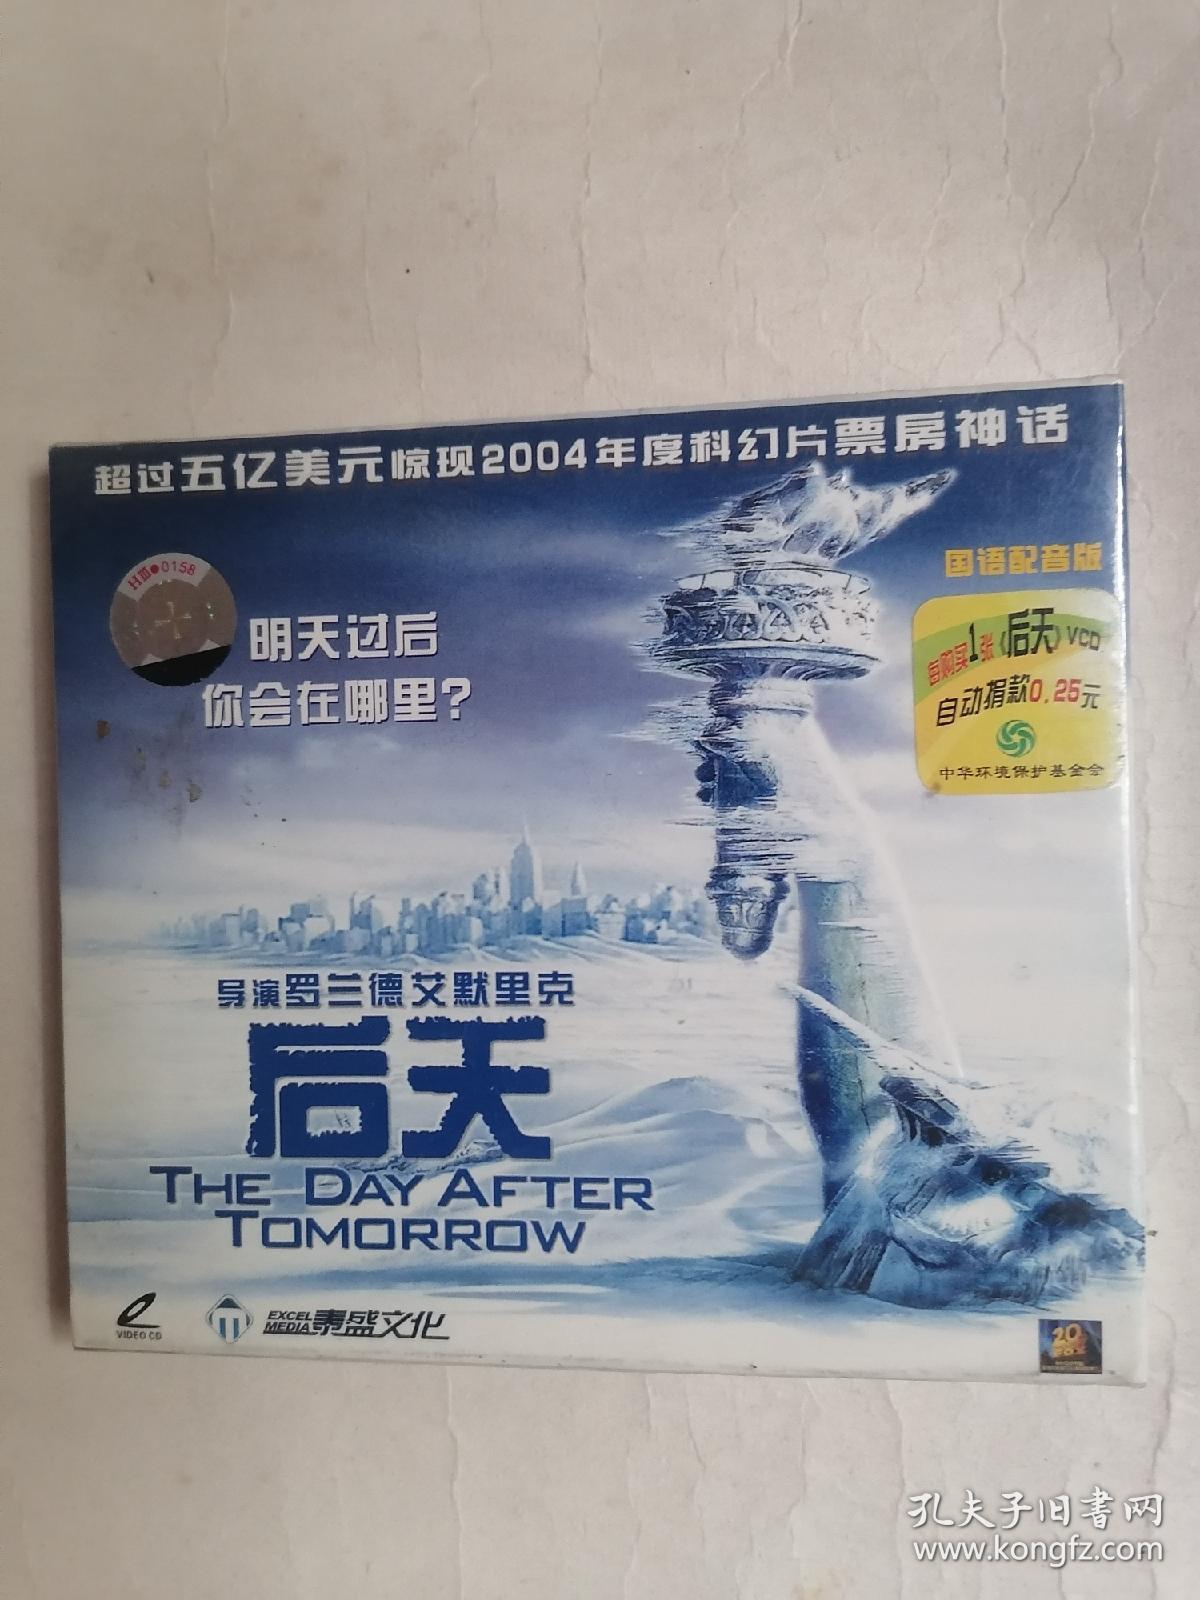 超过五亿美元惊现2004年度科幻片票房神话
0158
国语配音版
明天过后
你会在哪里?
每购买1张《后天》VCD
自动捐款0.25元
中华环境保护基金会
导演罗兰德艾默里克
后天
THE DAY AFTER
TOMORROW
VIDEO CD
EXCEL
MEDIA
泰盛文化
20
FOX
孔夫子旧书网
www.kongfz.com